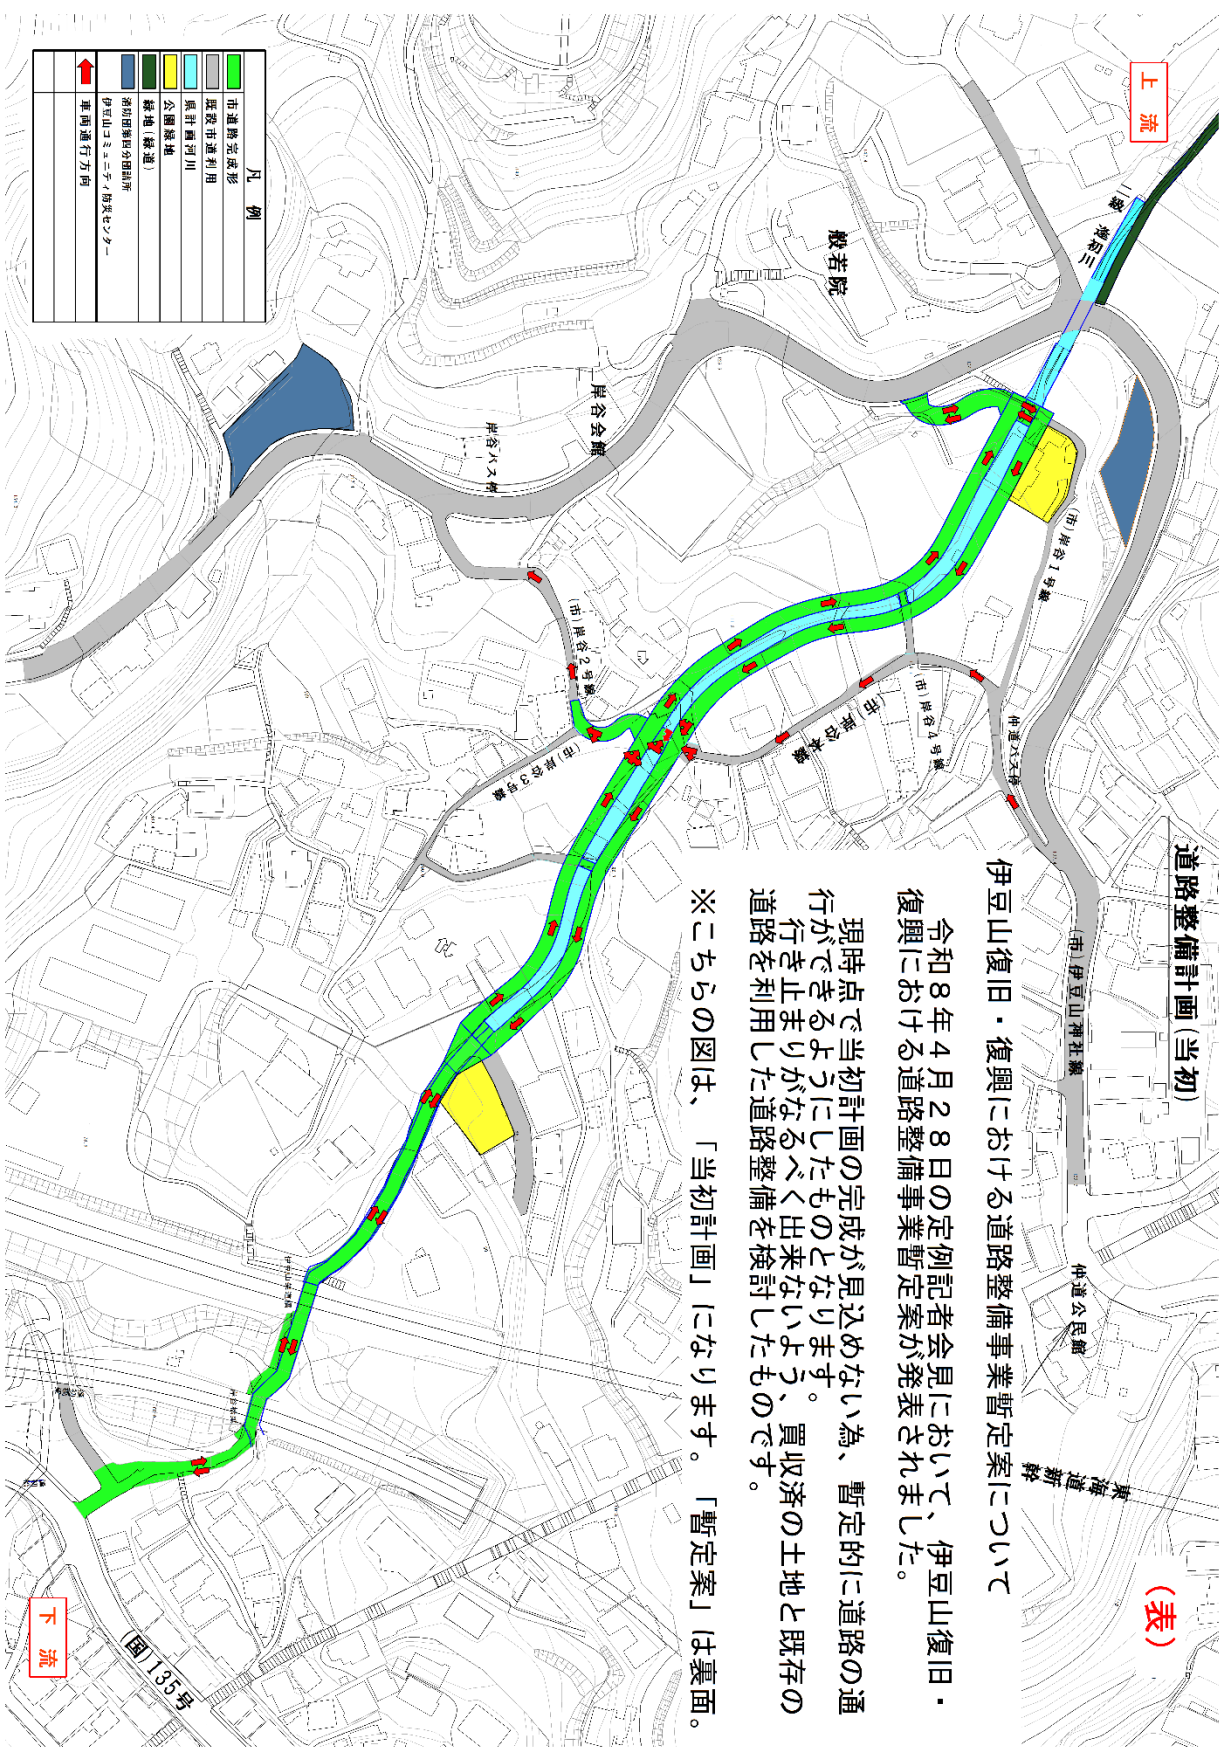 道路整備計画(当初)
(表)
伊豆山復旧・復興における道路整備事業暫定案について
令和8年4月28日の定例記者会見において、伊豆山復旧・
復興における道路整備事業暫定案が発表されました。
現時点で当初計画の完成が見込めない為、暫定的に道路の通
行ができるようにしたものとなります。
行き止まりがなるべく出来ないよう、買収済の土地と既存の
道路を利用した道路整備を検討したものです。
※こちらの図は、「当初計画」になります。「暫定案」は裏面。
上流
二級 逢初川
般若院
岸谷会館
岸谷バス停
(市)岸谷1号線
(市)岸谷2号線
(市)岸谷3号線
(市)岸谷4号線
(市)岸谷本線
仲道バス停
(市)伊豆山神社線
仲道公民館
東海道新幹
(国)135号
下流
凡例
市道路完成形
既設市道利用
県計画河川
公園緑地
緑地(緑道)
消防団第四分団詰所
伊豆山コミュニティ防災センター
車両通行方向